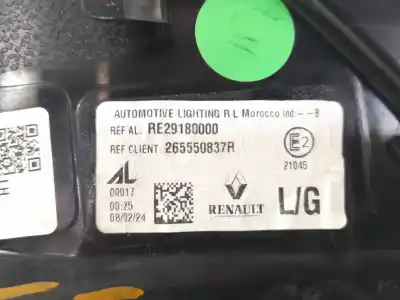 AUTOMOTIVE LIGHTING R L Morocco Ind:--B
REF AL. RE29180000
REF CLIENT 265550837R
E2
21045
AL
00017
00:25
08/02/24
RENAULT
L/G
H